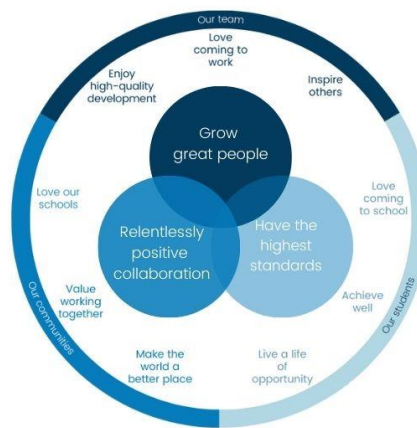 Our team
Love
coming to
work
Enjoy
high-quality
development
Inspire
others
Grow
great people
Love our
schools
Love
coming
to school
Relentlessly
positive
collaboration
Have the
highest
standards
Value
working
together
Achieve
well
Our communities
Our students
Make the
world a
better place
Live a life
of
opportunity